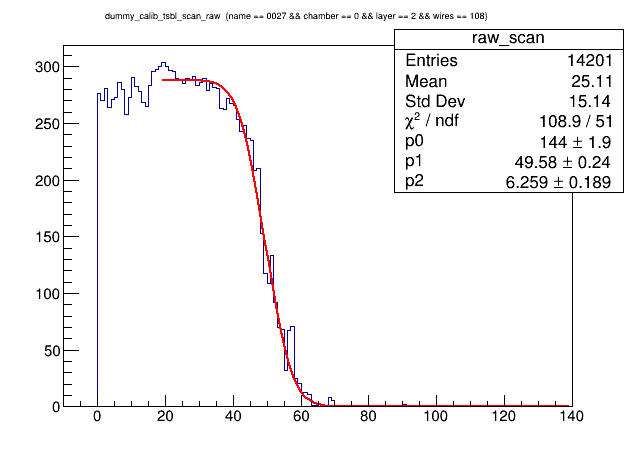 dummy_calib_tsbl_scan_raw (name == 0027 && chamber == 0 && layer == 2 && wires == 108)
raw_scan
Entries 14201
Mean 25.11
Std Dev 15.14
χ² / ndf 108.9 / 51
p0 144 ± 1.9
p1 49.58 ± 0.24
p2 6.259 ± 0.189
300
250
200
150
100
50
0
0 20 40 60 80 100 120 140